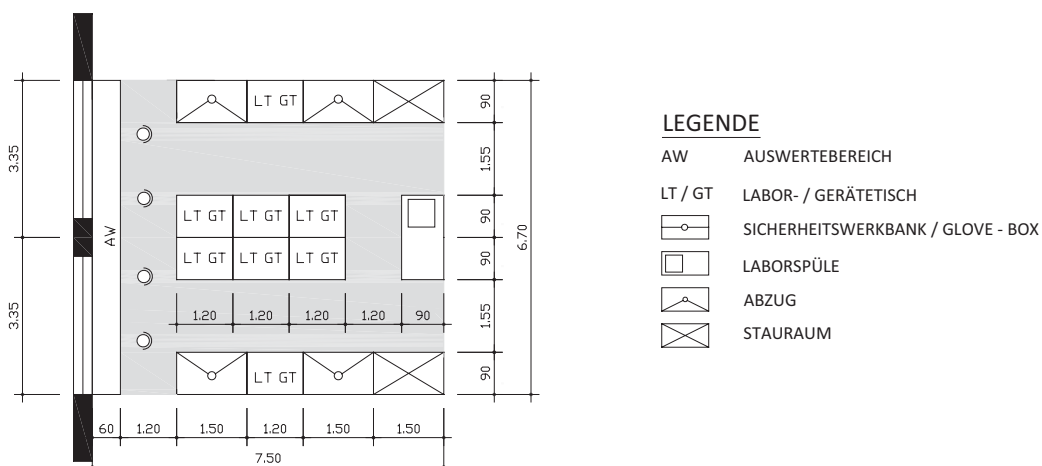 3.35
3.35
AW
LT GT
LT GT LT GT LT GT
LT GT LT GT LT GT
1.20 1.20 1.20 1.20 90
LT GT
60 1.20 1.50 1.20 1.50 1.50
7.50
90
1.55
90
90
1.55
90
6.70
LEGENDE
AW AUSWERTEBEREICH
LT / GT LABOR- / GERÄTETISCH
SICHERHEITSWERKBANK / GLOVE - BOX
LABORSPÜLE
ABZUG
STAURAUM